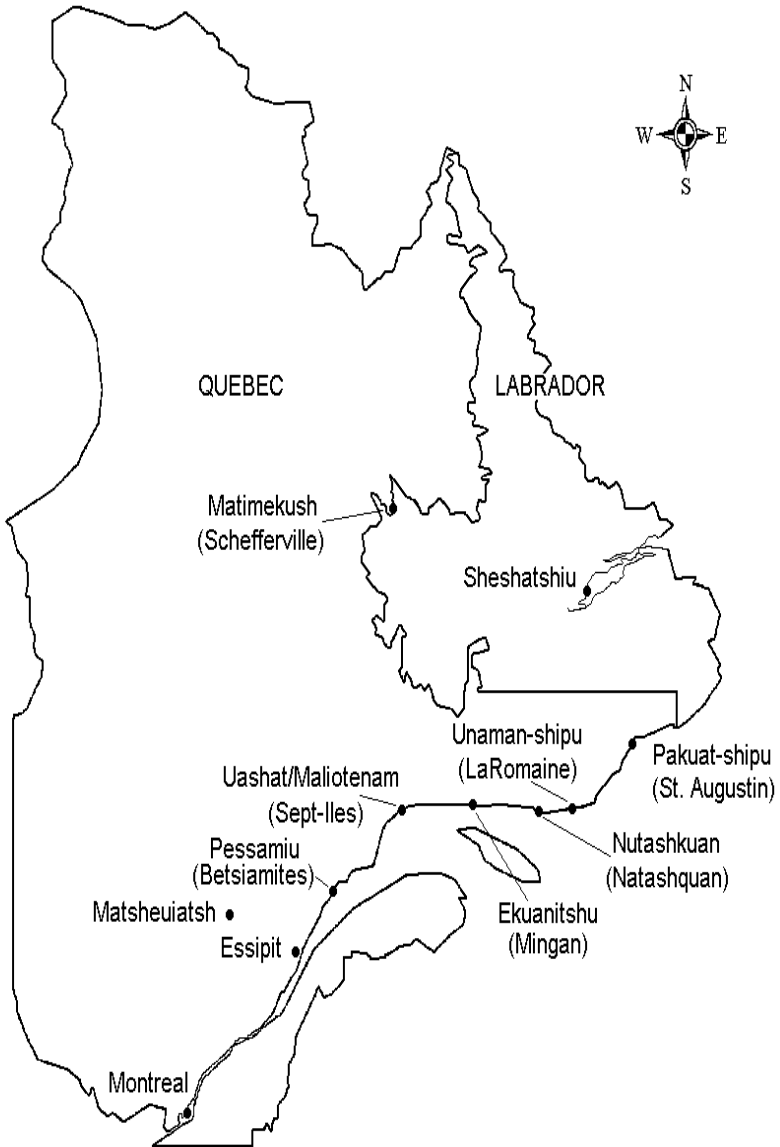 N
W E
S
QUEBEC
LABRADOR
Matimekush
(Schefferville)
Sheshatshiu
Unaman-shipu
(LaRomaine)
Pakuat-shipu
(St. Augustin)
Uashat/Maliotenam
(Sept-Iles)
Nutashkuan
(Natashquan)
Pessamiu
(Betsiamites)
Ekuanitshu
(Mingan)
Matsheuiatsh
Essipit
Montreal